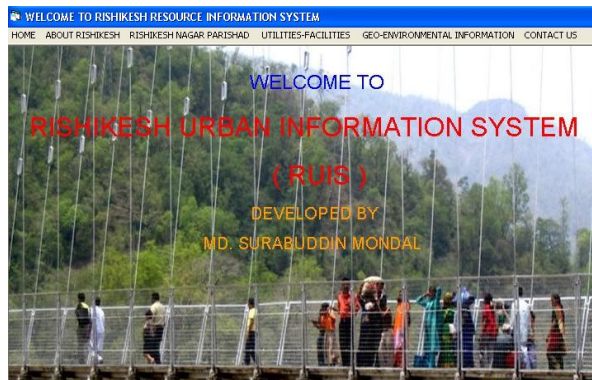 WELCOME TO RISHIKESH RESOURCE INFORMATION SYSTEM
HOME ABOUT RISHIKESH RISHIKESH NAGAR PARISHAD UTILITIES-FACILITIES GEO-ENVIRONMENTAL INFORMATION CONTACT US
WELCOME TO
RISHIKESH URBAN INFORMATION SYSTEM
( RUIS )
DEVELOPED BY
MD. SURABUDDIN MONDAL